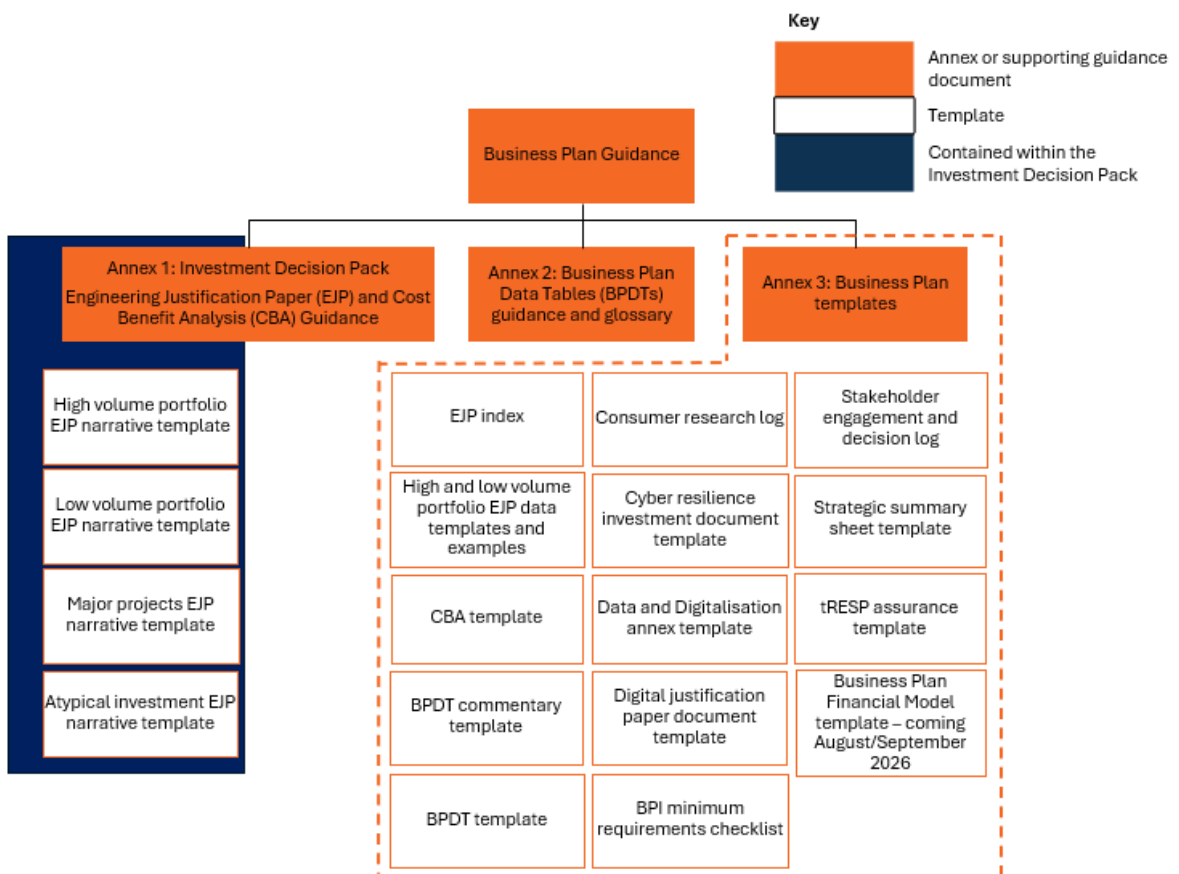 Key
Annex or supporting guidance
document
Template
Contained within the
Investment Decision Pack
Business Plan Guidance
Annex 1: Investment Decision Pack
Engineering Justification Paper (EJP) and Cost
Benefit Analysis (CBA) Guidance
Annex 2: Business Plan
Data Tables (BPDTs)
guidance and glossary
Annex 3: Business Plan
templates
High volume portfolio
EJP narrative template
Low volume portfolio
EJP narrative template
Major projects EJP
narrative template
Atypical investment EJP
narrative template
EJP index
High and low volume
portfolio EJP data
templates and
examples
CBA template
BPDT commentary
template
BPDT template
Consumer research log
Cyber resilience
investment document
template
Data and Digitalisation
annex template
Digital justification
paper document
template
BPI minimum
requirements checklist
Stakeholder
engagement and
decision log
Strategic summary
sheet template
tRESP assurance
template
Business Plan
Financial Model
template – coming
August/September
2026